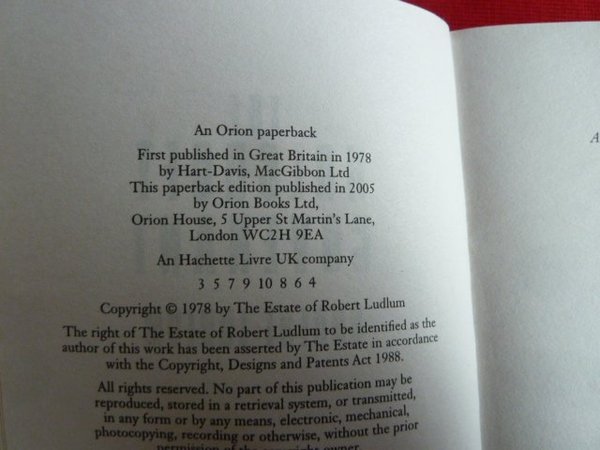 An Orion paperback
First published in Great Britain in 1978
by Hart-Davis, MacGibbon Ltd
This paperback edition published in 2005
by Orion Books Ltd,
Orion House, 5 Upper St Martin's Lane,
London WC2H 9EA
An Hachette Livre UK company
3 5 7 9 10 8 6 4
Copyright © 1978 by The Estate of Robert Ludlum
The right of The Estate of Robert Ludlum to be identified as the
author of this work has been asserted by The Estate in accordance
with the Copyright, Designs and Patents Act 1988.
All rights reserved. No part of this publication may be
reproduced, stored in a retrieval system, or transmitted,
in any form or by any means, electronic, mechanical,
photocopying, recording or otherwise, without the prior
permission of the copyright owner.
A